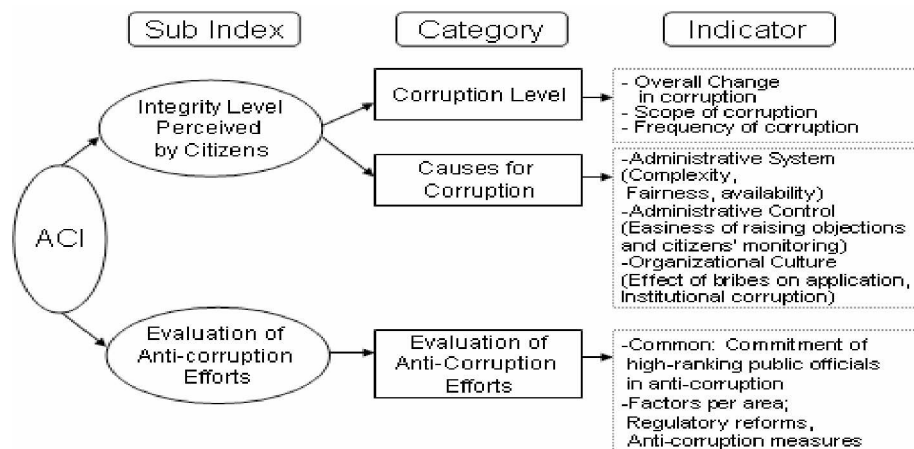 Sub Index
Category
Indicator
ACI
Integrity Level
Perceived
by Citizens
Corruption Level
- Overall Change
in corruption
- Scope of corruption
- Frequency of corruption
Causes for
Corruption
-Administrative System
(Complexity,
Fairness, availability)
-Administrative Control
(Easiness of raising objections
and citizens' monitoring)
-Organizational Culture
(Effect of bribes on application,
Institutional corruption)
Evaluation of
Anti-corruption
Efforts
Evaluation of
Anti-Corruption
Efforts
-Common: Commitment of
high-ranking public officials
in anti-corruption
-Factors per area;
Regulatory reforms,
Anti-corruption measures